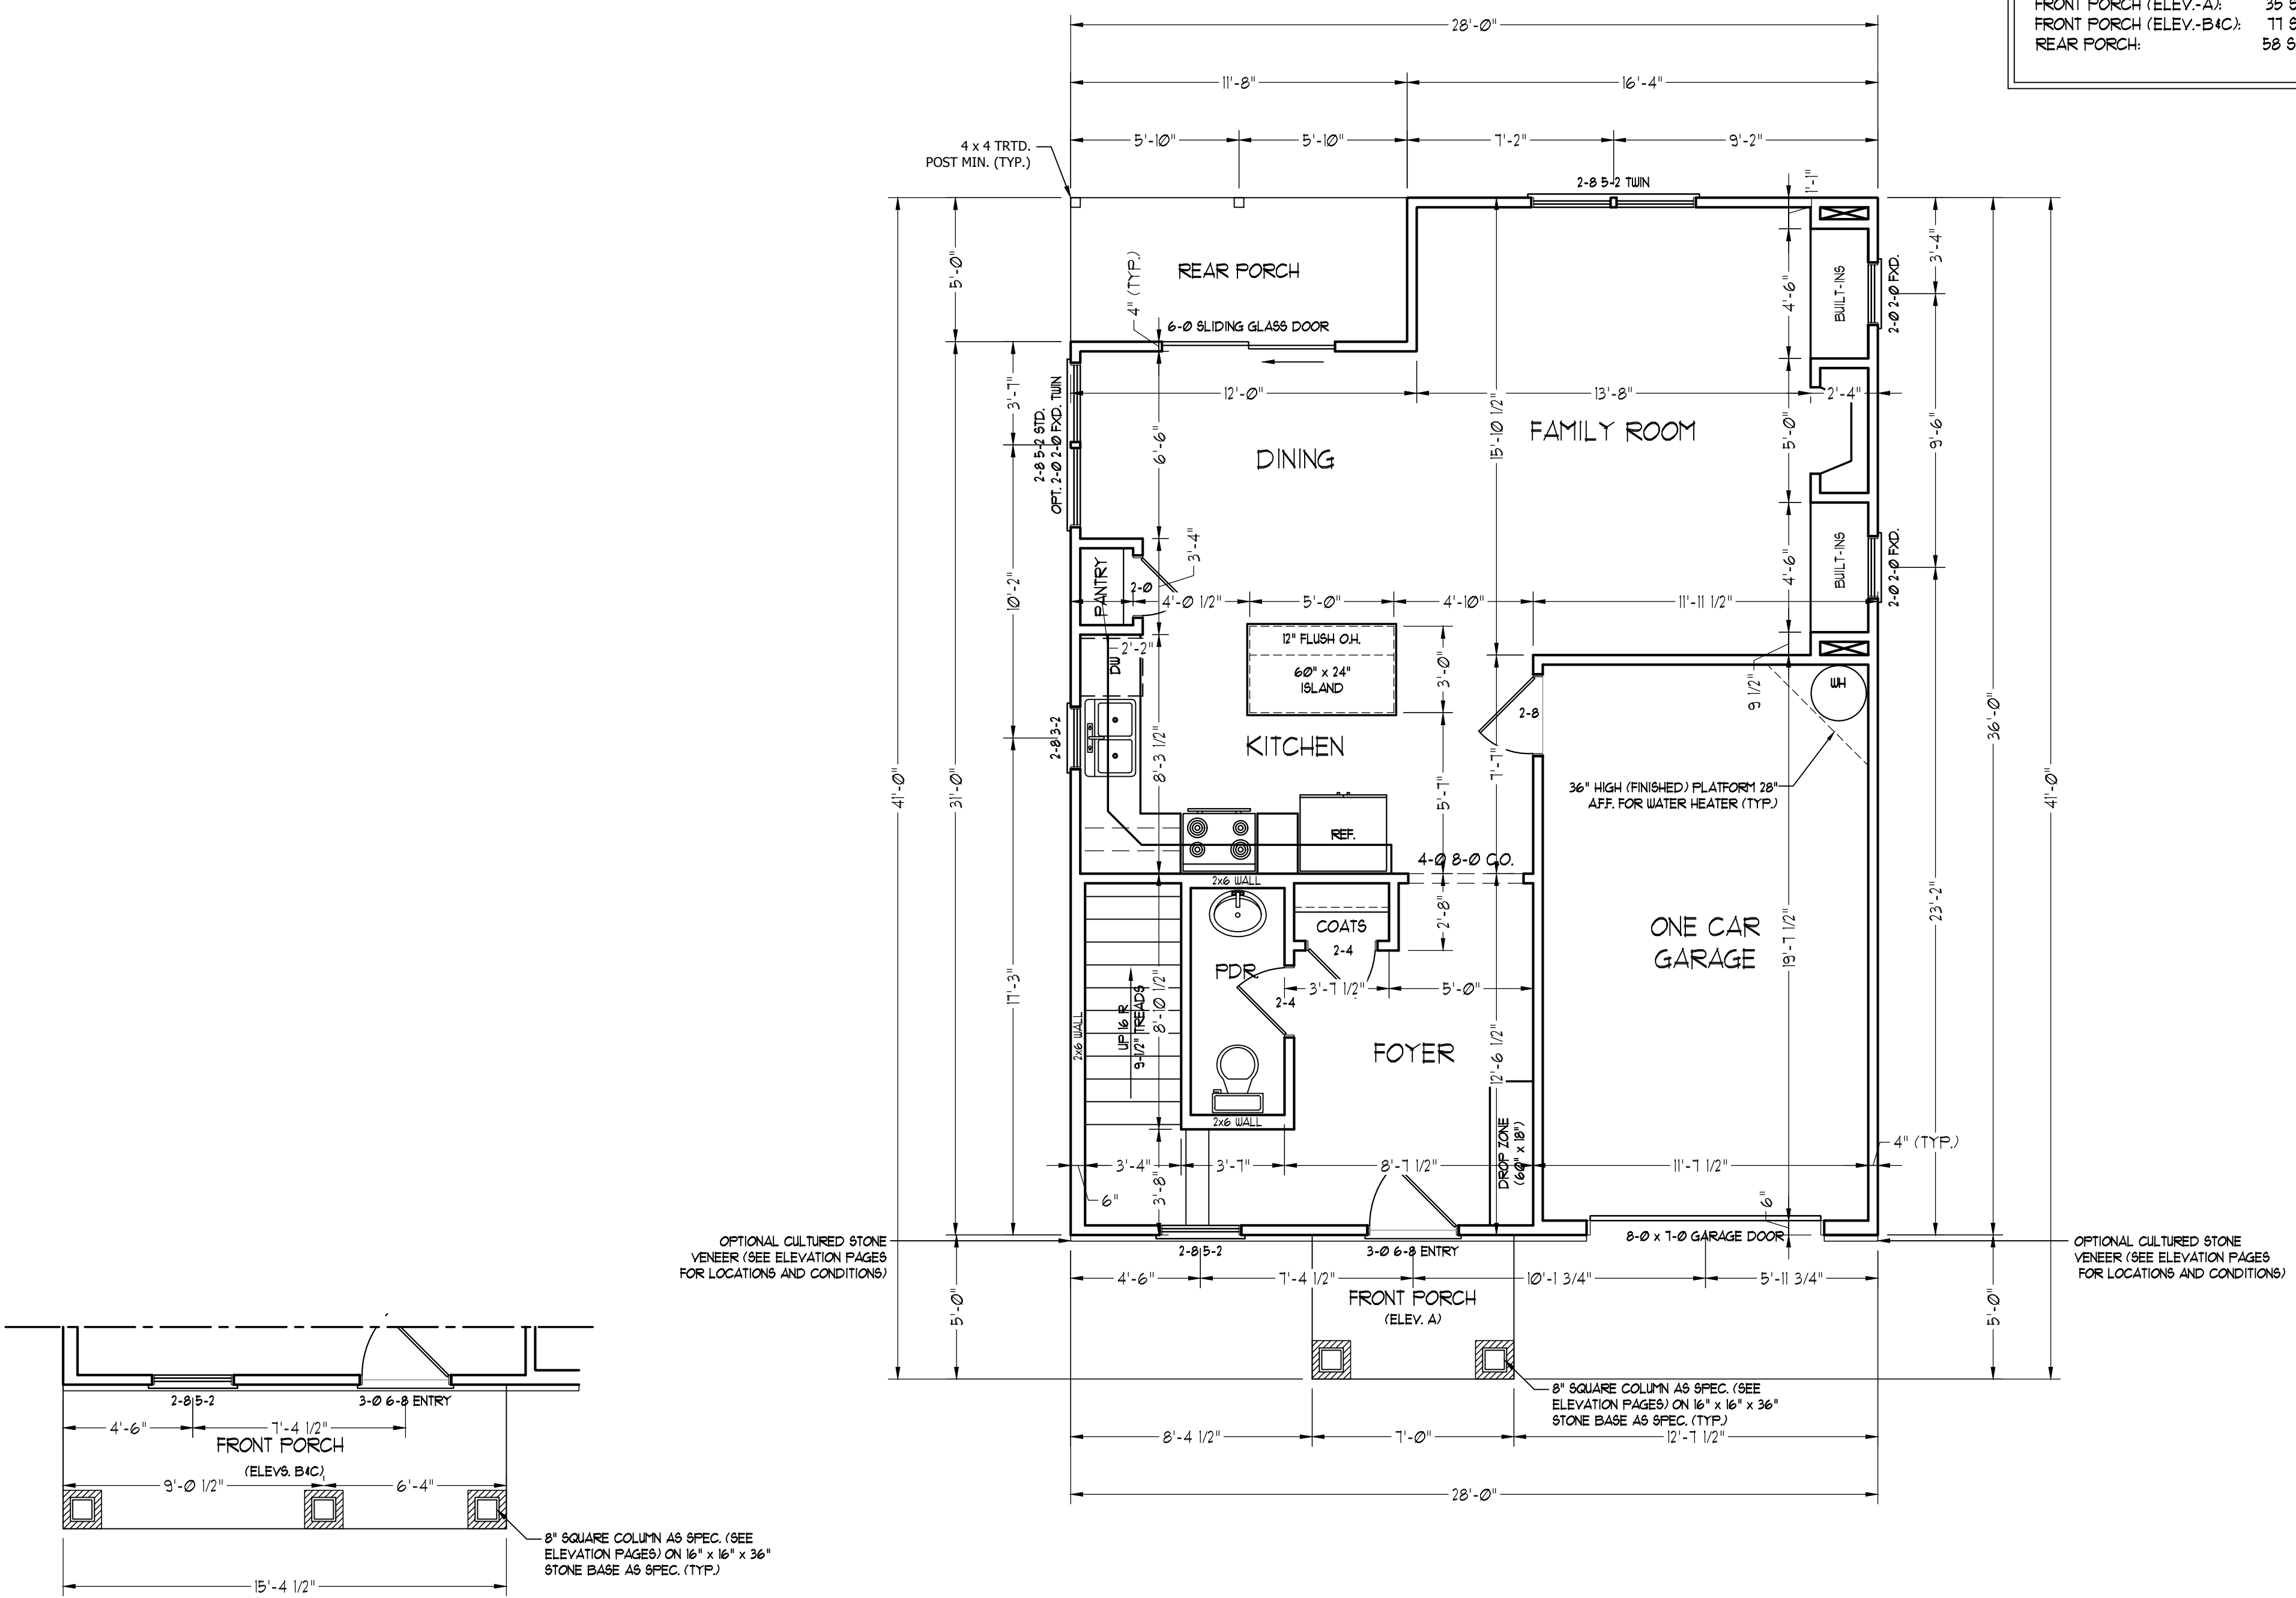 FRONT PORCH (ELEV.-A): 35 S
FRONT PORCH (ELEV.-B&C): 77 S
REAR PORCH: 58 S
28'-0"
11'-8" 16'-4"
5'-10" 5'-10" 7'-2" 9'-2"
4 x 4 TRTD.
POST MIN. (TYP.)
2-8 5-2 TWIN
1'-1"
REAR PORCH
4" (TYP.)
6-0 SLIDING GLASS DOOR
5'-0"
3'-4"
4'-6"
BUILT-INS
2-0 2-0 FXD.
12'-0" 13'-8" 2'-4"
3'-7"
2-8 5-2 STD.
OPT. 2-0 2-0 FXD. TWIN
6'-6"
DINING
15'-10 1/2"
FAMILY ROOM
5'-0"
9'-6"
3'-4"
PANTRY
2-0
4'-0 1/2" 5'-0" 4'-10" 11'-11 1/2"
4'-6"
BUILT-INS
2-0 2-0 FXD.
10'-2"
2'-2"
DW
12" FLUSH O.H.
60" x 24"
ISLAND
3'-0"
9 1/2"
WH
2-8
2-8 3-2
8'-3 1/2"
KITCHEN
5'-7"
7'-7"
36'-0"
41'-0"
31'-0"
41'-0"
36" HIGH (FINISHED) PLATFORM 28"
A.F.F. FOR WATER HEATER (TYP.)
REF.
4-0 8-0 C.O.
2x6 WALL
COATS
2-4
2'-8"
ONE CAR
GARAGE
19'-7 1/2"
23'-2"
17'-3"
PDR.
2-4
3'-7 1/2" 5'-0"
2x6 WALL
UP 16 R
9-1/2" TREADS
8'-10 1/2"
FOYER
12'-6 1/2"
2x6 WALL
DROP ZONE
(60" x 18")
4" (TYP.)
3'-4" 3'-7" 8'-7 1/2" 11'-7 1/2"
6"
3'-8"
6"
OPTIONAL CULTURED STONE
VENEER (SEE ELEVATION PAGES
FOR LOCATIONS AND CONDITIONS)
2-8 5-2 3-0 6-8 ENTRY 8-0 x 7-0 GARAGE DOOR
OPTIONAL CULTURED STONE
VENEER (SEE ELEVATION PAGES
FOR LOCATIONS AND CONDITIONS)
4'-6" 7'-4 1/2" 10'-1 3/4" 5'-11 3/4"
FRONT PORCH
(ELEV. A)
5'-0"
5'-0"
8" SQUARE COLUMN AS SPEC. (SEE
ELEVATION PAGES) ON 16" x 16" x 36"
STONE BASE AS SPEC. (TYP.)
8'-4 1/2" 7'-0" 12'-7 1/2"
28'-0"
2-8 5-2 3-0 6-8 ENTRY
4'-6" 7'-4 1/2"
FRONT PORCH
(ELEVS. B&C)
9'-0 1/2" 6'-4"
8" SQUARE COLUMN AS SPEC. (SEE
ELEVATION PAGES) ON 16" x 16" x 36"
STONE BASE AS SPEC. (TYP.)
15'-4 1/2"